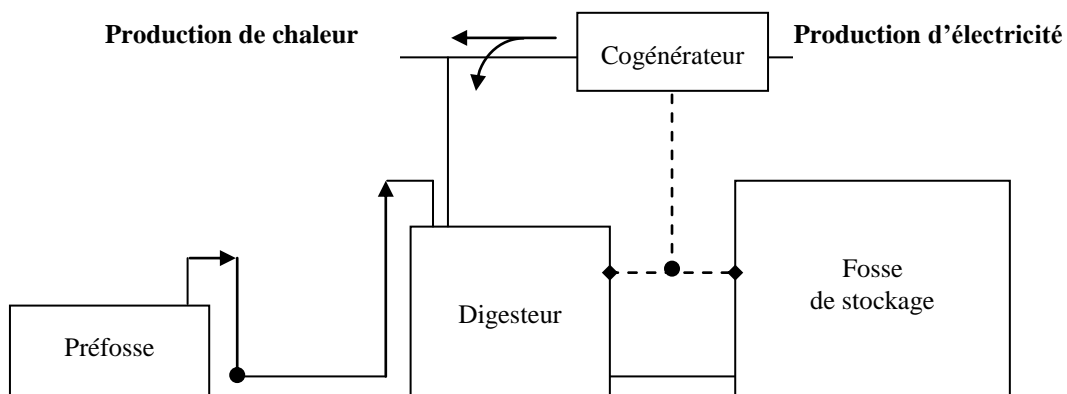 Production de chaleur
Cogénérateur
Production d’électricité
Préfosse
Digesteur
Fosse
de stockage